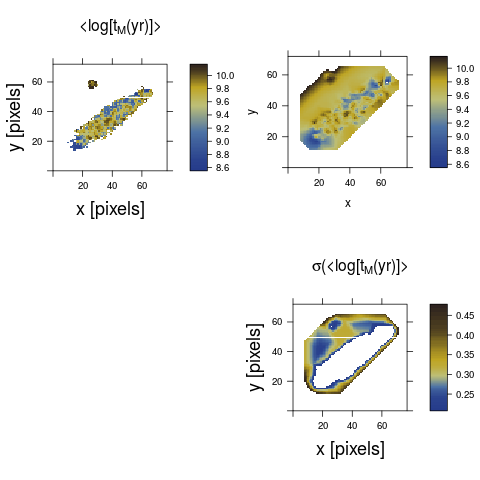 <log[t_M(yr)]>
60
40
20
20 40 60
x [pixels]
y [pixels]
10.0
9.8
9.6
9.4
9.2
9.0
8.8
8.6
60
40
20
20 40 60
x
y
10.0
9.8
9.6
9.4
9.2
9.0
8.8
8.6
σ(<log[t_M(yr)]>
60
40
20
20 40 60
x [pixels]
y [pixels]
0.45
0.40
0.35
0.30
0.25